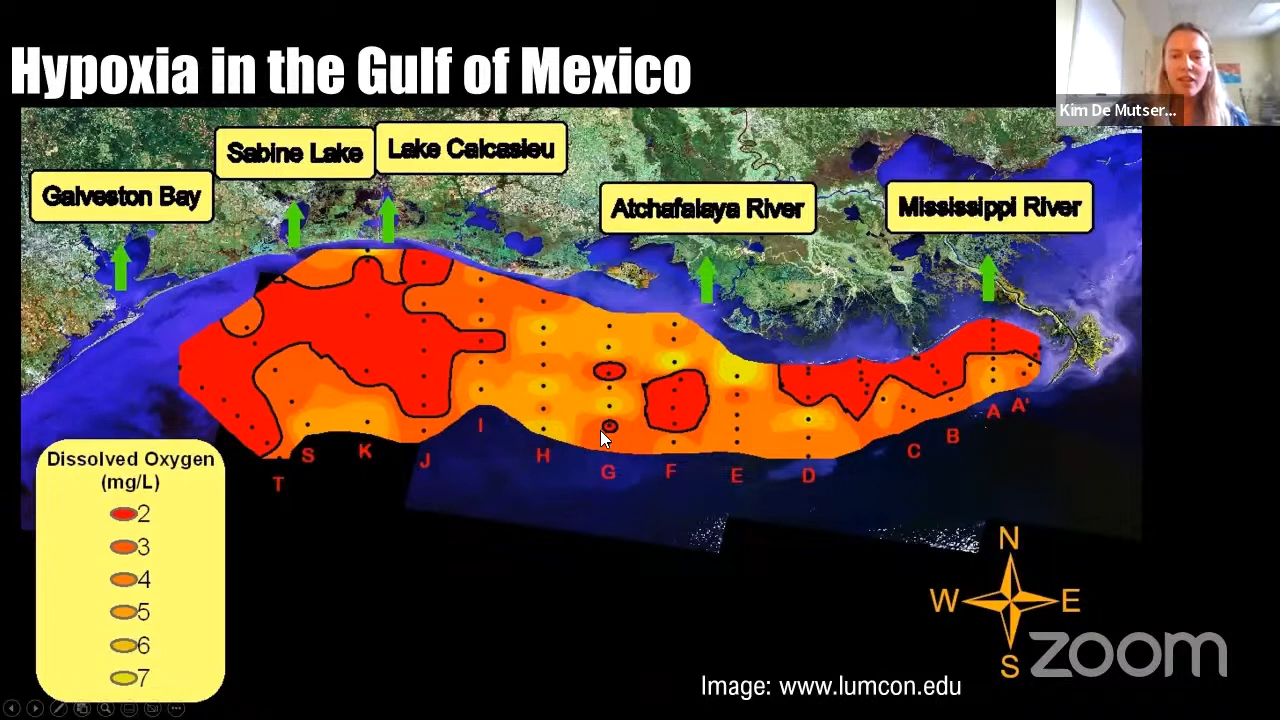 Hypoxia in the Gulf of Mexico
Kim De Mutser...
Sabine Lake
Lake Calcasieu
Galveston Bay
Atchafalaya River
Mississippi River
T
S
K
J
I
H
G
F
E
D
C
B
A
A'
Dissolved Oxygen
(mg/L)
2
3
4
5
6
7
N
W
E
S
zoom
Image: www.lumcon.edu